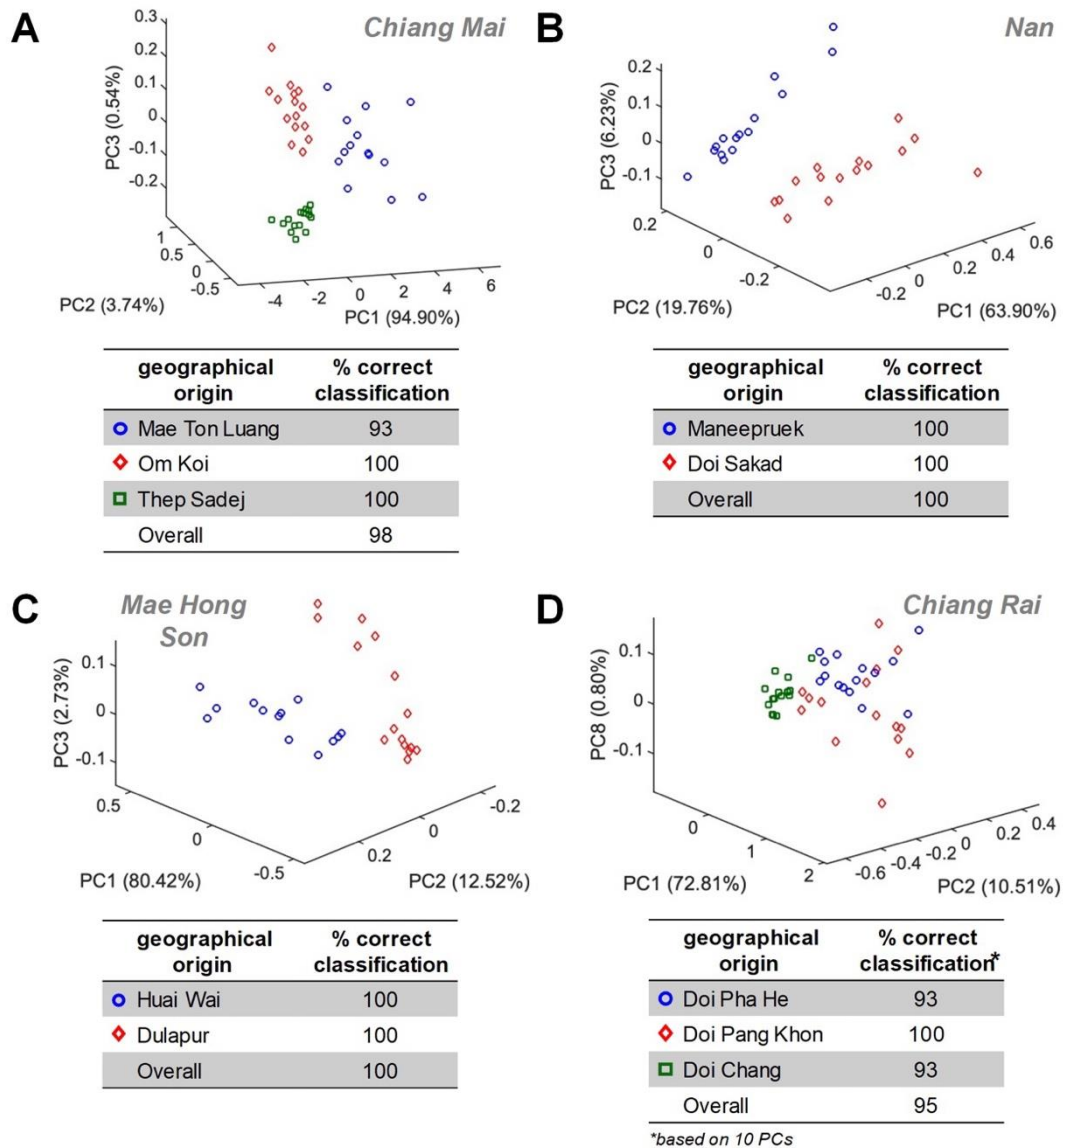 A
Chiang Mai
PC3 (0.54%)
0.3
0.2
0.1
0
-0.1
-0.2
1
0.5
0
-0.5
-4
-2
0
2
4
6
PC2 (3.74%)
PC1 (94.90%)
geographical origin
% correct classification
Mae Ton Luang 93
Om Koi 100
Thep Sadej 100
Overall 98
B
Nan
PC3 (6.23%)
0.2
0.1
0
-0.1
0.2
0
-0.2
-0.2
0
0.2
0.4
0.6
PC2 (19.76%)
PC1 (63.90%)
geographical origin
% correct classification
Maneepruek 100
Doi Sakad 100
Overall 100
C
Mae Hong
Son
PC3 (2.73%)
0.1
0
-0.1
0.5
0
-0.5
0.2
0
-0.2
PC1 (80.42%)
PC2 (12.52%)
geographical origin
% correct classification
Huai Wai 100
Dulapur 100
Overall 100
D
Chiang Rai
PC8 (0.80%)
0.1
0
-0.1
0
1
2
-0.6
-0.4
-0.2
0
0.2
0.4
PC1 (72.81%)
PC2 (10.51%)
geographical origin
% correct classification*
Doi Pha He 93
Doi Pang Khon 100
Doi Chang 93
Overall 95
*based on 10 PCs